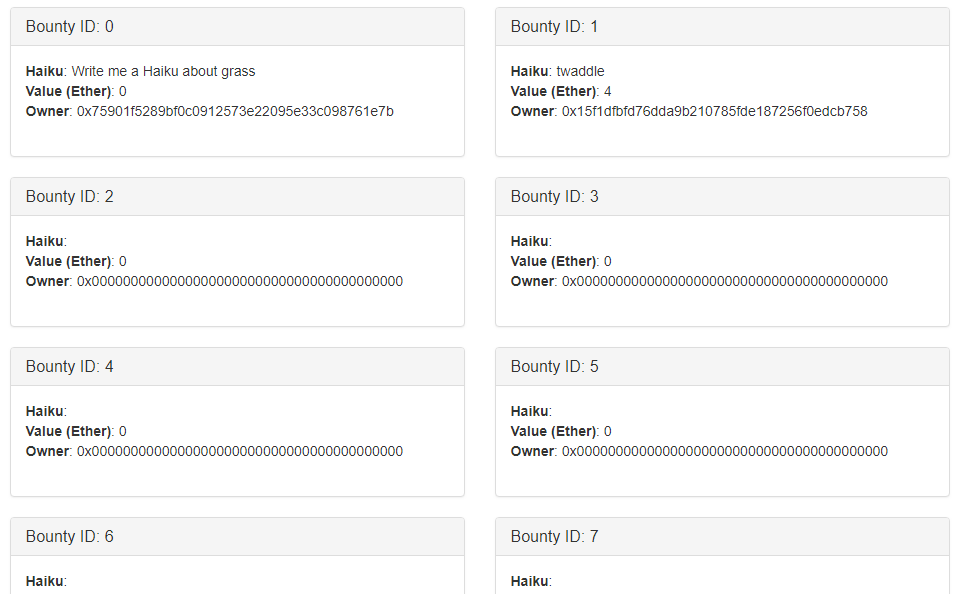 Bounty ID: 0
Haiku: Write me a Haiku about grass
Value (Ether): 0
Owner: 0x75901f5289bf0c0912573e22095e33c098761e7b
Bounty ID: 1
Haiku: twaddle
Value (Ether): 4
Owner: 0x15f1dfbfd76dda9b210785fde187256f0edcb758
Bounty ID: 2
Haiku:
Value (Ether): 0
Owner: 0x0000000000000000000000000000000000000000
Bounty ID: 3
Haiku:
Value (Ether): 0
Owner: 0x0000000000000000000000000000000000000000
Bounty ID: 4
Haiku:
Value (Ether): 0
Owner: 0x0000000000000000000000000000000000000000
Bounty ID: 5
Haiku:
Value (Ether): 0
Owner: 0x0000000000000000000000000000000000000000
Bounty ID: 6
Haiku:
Bounty ID: 7
Haiku: